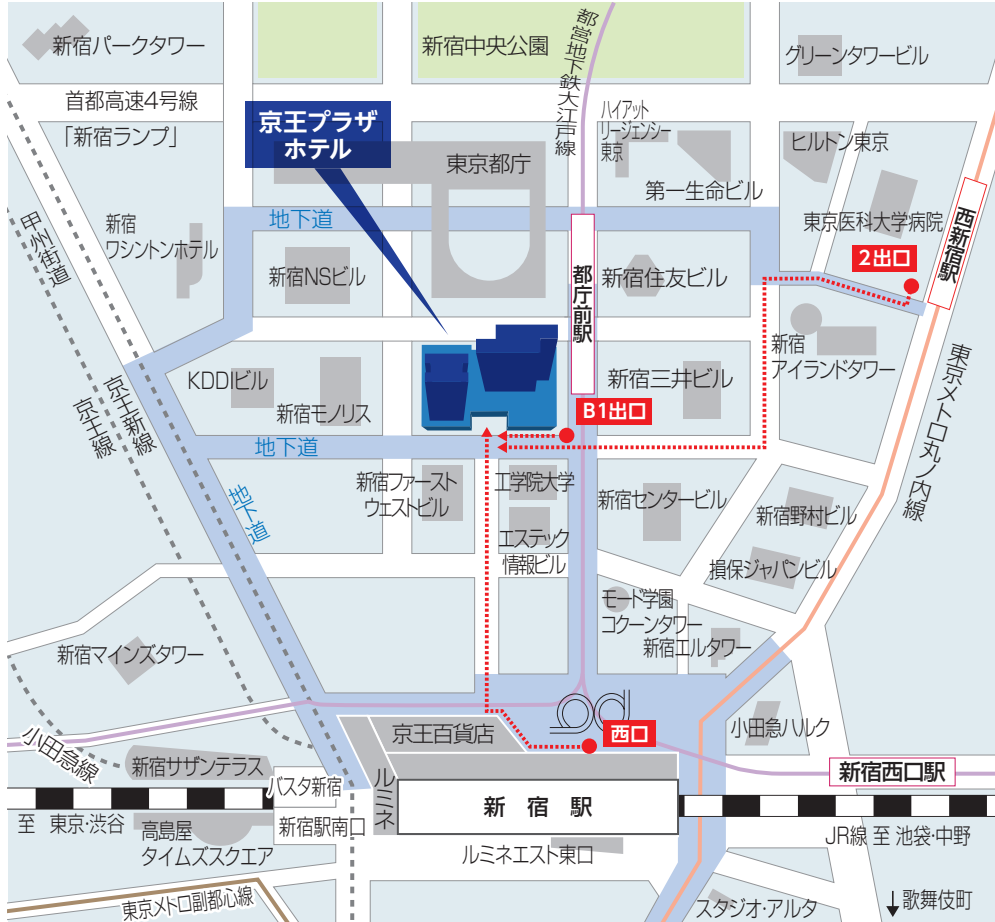 新宿パークタワー
新宿中央公園
都営地下鉄大江戸線
グリーンタワービル
首都高速4号線
「新宿ランプ」
京王プラザ
ホテル
ハイアット
リージェンシー
東京
ヒルトン東京
東京都庁
第一生命ビル
甲州街道
新宿
ワシントンホテル
地下道
東京医科大学病院
西新宿駅
2出口
新宿NSビル
都庁前駅
新宿住友ビル
新宿
アイランドタワー
東京メトロ丸ノ内線
京王新線
京王線
KDDIビル
新宿モノリス
新宿三井ビル
B1出口
地下道
地下道
新宿ファースト
ウェストビル
工学院大学
新宿センタービル
新宿野村ビル
エステック
情報ビル
損保ジャパンビル
モード学園
コクーンタワー
新宿エルタワー
新宿マインズタワー
小田急線
京王百貨店
西口
小田急ハルク
新宿サザンテラス
バスタ新宿
ルミネ
新宿西口駅
新宿駅
至 東京・渋谷
高島屋
タイムズスクエア
新宿駅南口
ルミネエスト東口
JR線 至 池袋・中野
東京メトロ副都心線
スタジオ・アルタ
↓歌舞伎町